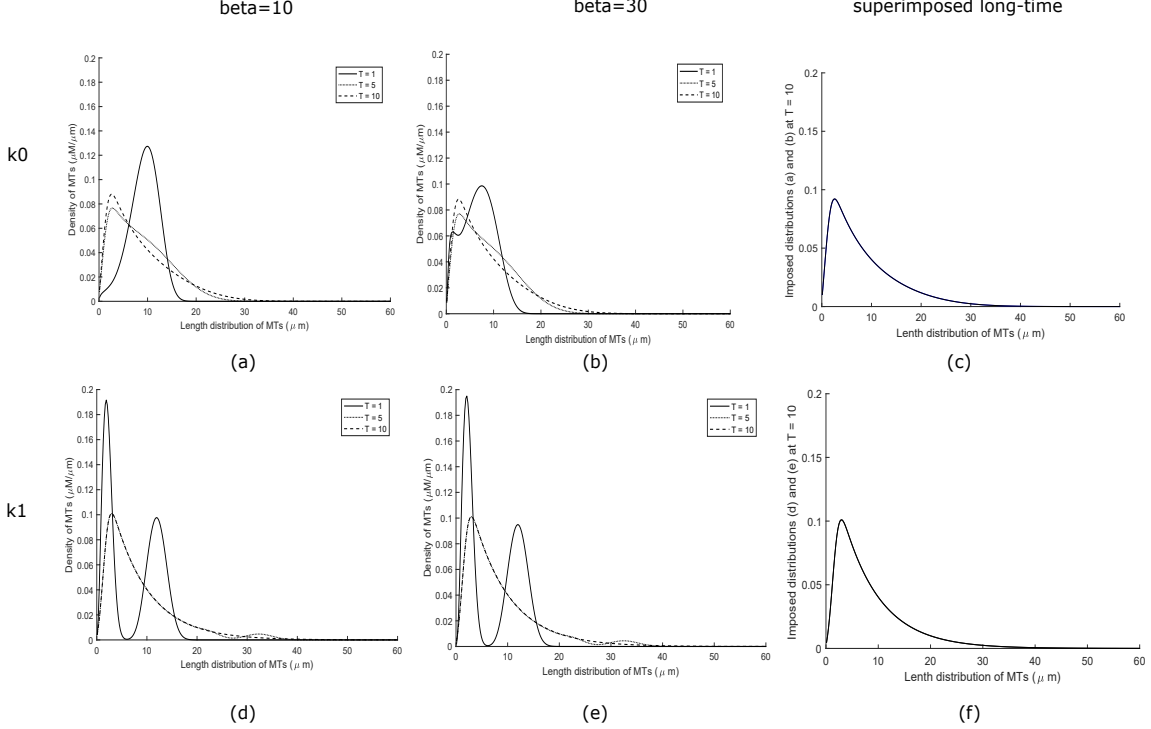 beta=10
beta=30
superimposed long-time
k0
k1
0.2
0.18
0.16
0.14
0.12
0.1
0.08
0.06
0.04
0.02
0
0 10 20 30 40 50 60
Density of MTs (μM/μm)
Length distribution of MTs (μ m)
T = 1
T = 5
T = 10
(a)
0.2
0.18
0.16
0.14
0.12
0.1
0.08
0.06
0.04
0.02
0
0 10 20 30 40 50 60
Density of MTs (μM/μm)
Length distribution of MTs (μ m)
T = 1
T = 5
T = 10
(b)
0.2
0.15
0.1
0.05
0
0 10 20 30 40 50 60
Imposed distributions (a) and (b) at T = 10
Lenth distribution of MTs (μ m)
(c)
0.2
0.18
0.16
0.14
0.12
0.1
0.08
0.06
0.04
0.02
0
0 10 20 30 40 50 60
Density of MTs (μM/μm)
Length distribution of MTs (μ m)
T = 1
T = 5
T = 10
(d)
0.2
0.18
0.16
0.14
0.12
0.1
0.08
0.06
0.04
0.02
0
0 10 20 30 40 50 60
Density of MTs (μM/μm)
Length distribution of MTs (μ m)
T = 1
T = 5
T = 10
(e)
0.2
0.15
0.1
0.05
0
0 10 20 30 40 50 60
Imposed distributions (d) and (e) at T = 10
Lenth distribution of MTs (μ m)
(f)